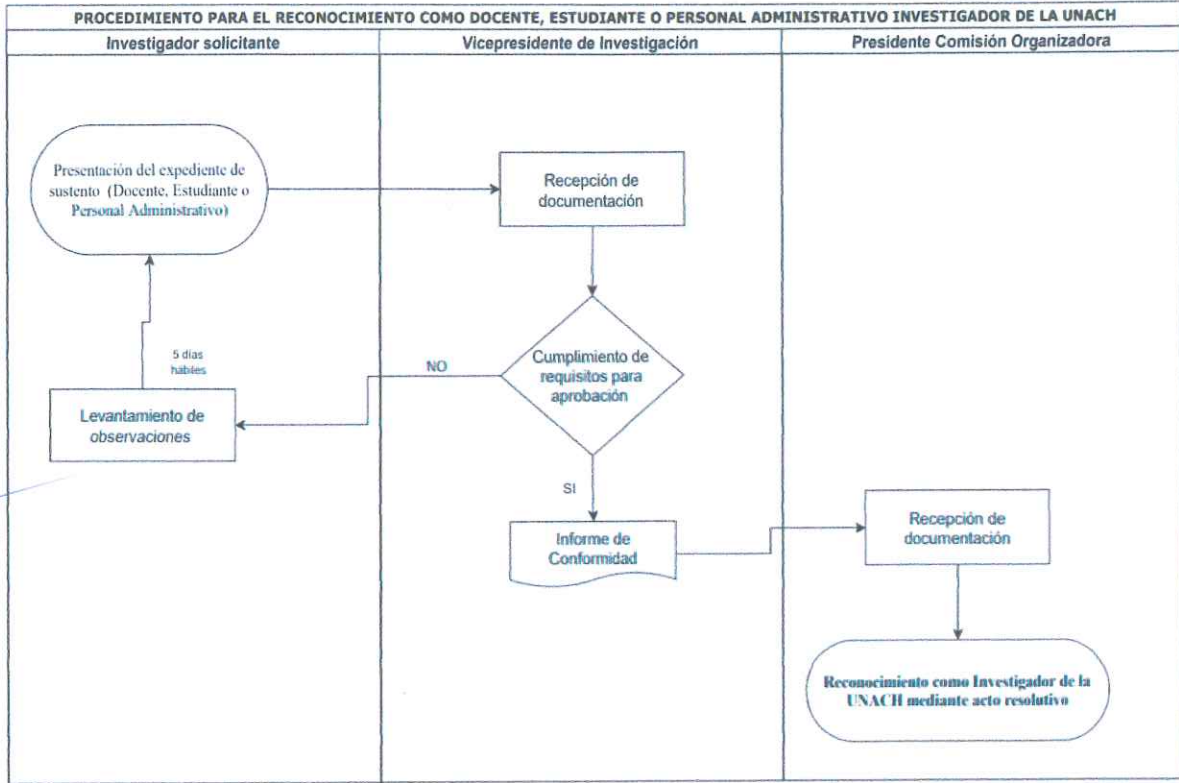 PROCEDIMIENTO PARA EL RECONOCIMIENTO COMO DOCENTE, ESTUDIANTE O PERSONAL ADMINISTRATIVO INVESTIGADOR DE LA UNACH
Investigador solicitante
Vicepresidente de Investigación
Presidente Comisión Organizadora
Presentación del expediente de
sustento (Docente, Estudiante o
Personal Administrativo)
Recepción de
documentación
Cumplimiento de
requisitos para
aprobación
NO
5 días
hábiles
Levantamiento de
observaciones
SI
Informe de
Conformidad
Recepción de
documentación
Reconocimiento como Investigador de la
UNACH mediante acto resolutivo